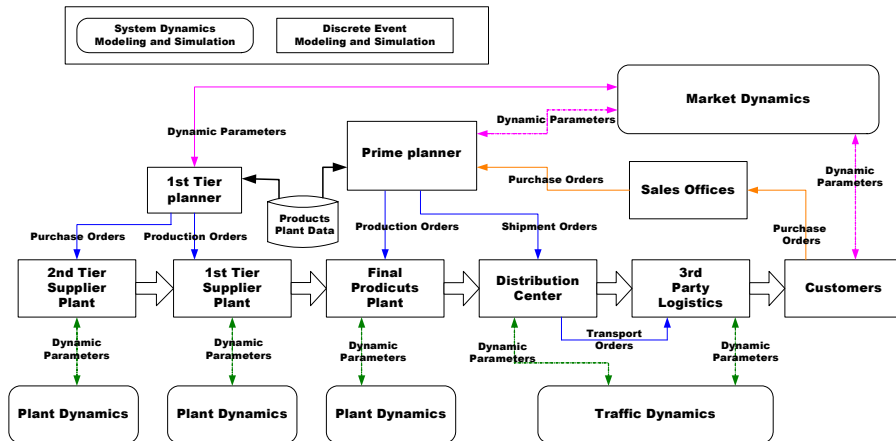 System Dynamics
Modeling and Simulation
Discrete Event
Modeling and Simulation
Market Dynamics
Dynamic Parameters
Dynamic Parameters
Prime planner
1st Tier
planner
Products
Plant Data
Purchase Orders
Sales Offices
Dynamic
Parameters
Purchase Orders
Production Orders
Production Orders
Shipment Orders
Purchase
Orders
2nd Tier
Supplier
Plant
1st Tier
Supplier
Plant
Final
Prodicuts
Plant
Distribution
Center
3rd
Party
Logistics
Customers
Transport
Orders
Dynamic
Parameters
Dynamic
Parameters
Dynamic
Parameters
Dynamic
Parameters
Dynamic
Parameters
Plant Dynamics
Plant Dynamics
Plant Dynamics
Traffic Dynamics